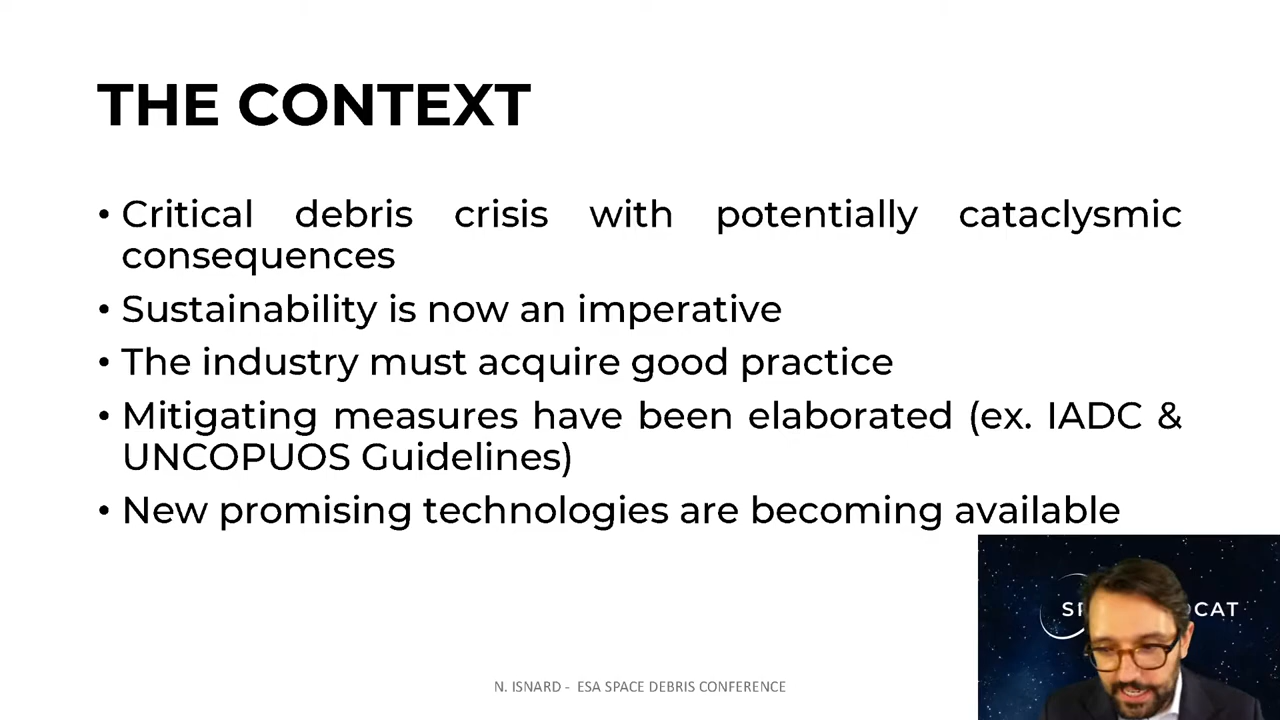 THE CONTEXT
• Critical debris crisis with potentially cataclysmic
consequences
• Sustainability is now an imperative
• The industry must acquire good practice
• Mitigating measures have been elaborated (ex. IADC &
UNCOPUOS Guidelines)
• New promising technologies are becoming available
N. ISNARD - ESA SPACE DEBRIS CONFERENCE